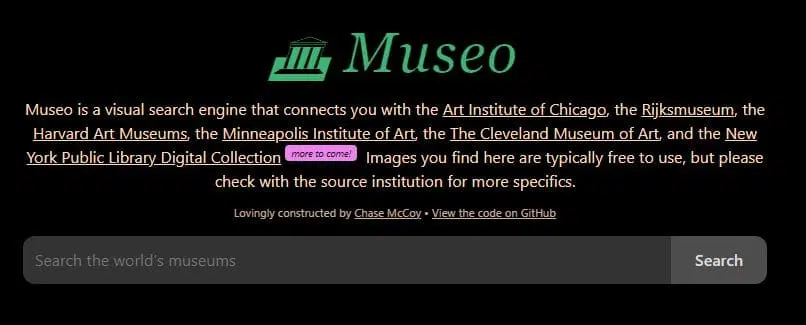 Museo
Museo is a visual search engine that connects you with the Art Institute of Chicago, the Rijksmuseum, the
Harvard Art Museums, the Minneapolis Institute of Art, the The Cleveland Museum of Art, and the New
York Public Library Digital Collection more to come! Images you find here are typically free to use, but please
check with the source institution for more specifics.
Lovingly constructed by Chase McCoy • View the code on GitHub
Search the world's museums Search